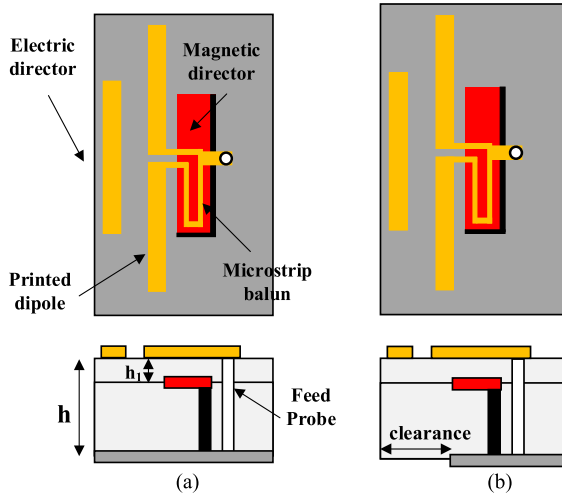 Electric
director
Magnetic
director
Printed
dipole
Microstrip
balun
h
h1
Feed
Probe
(a)
clearance
(b)